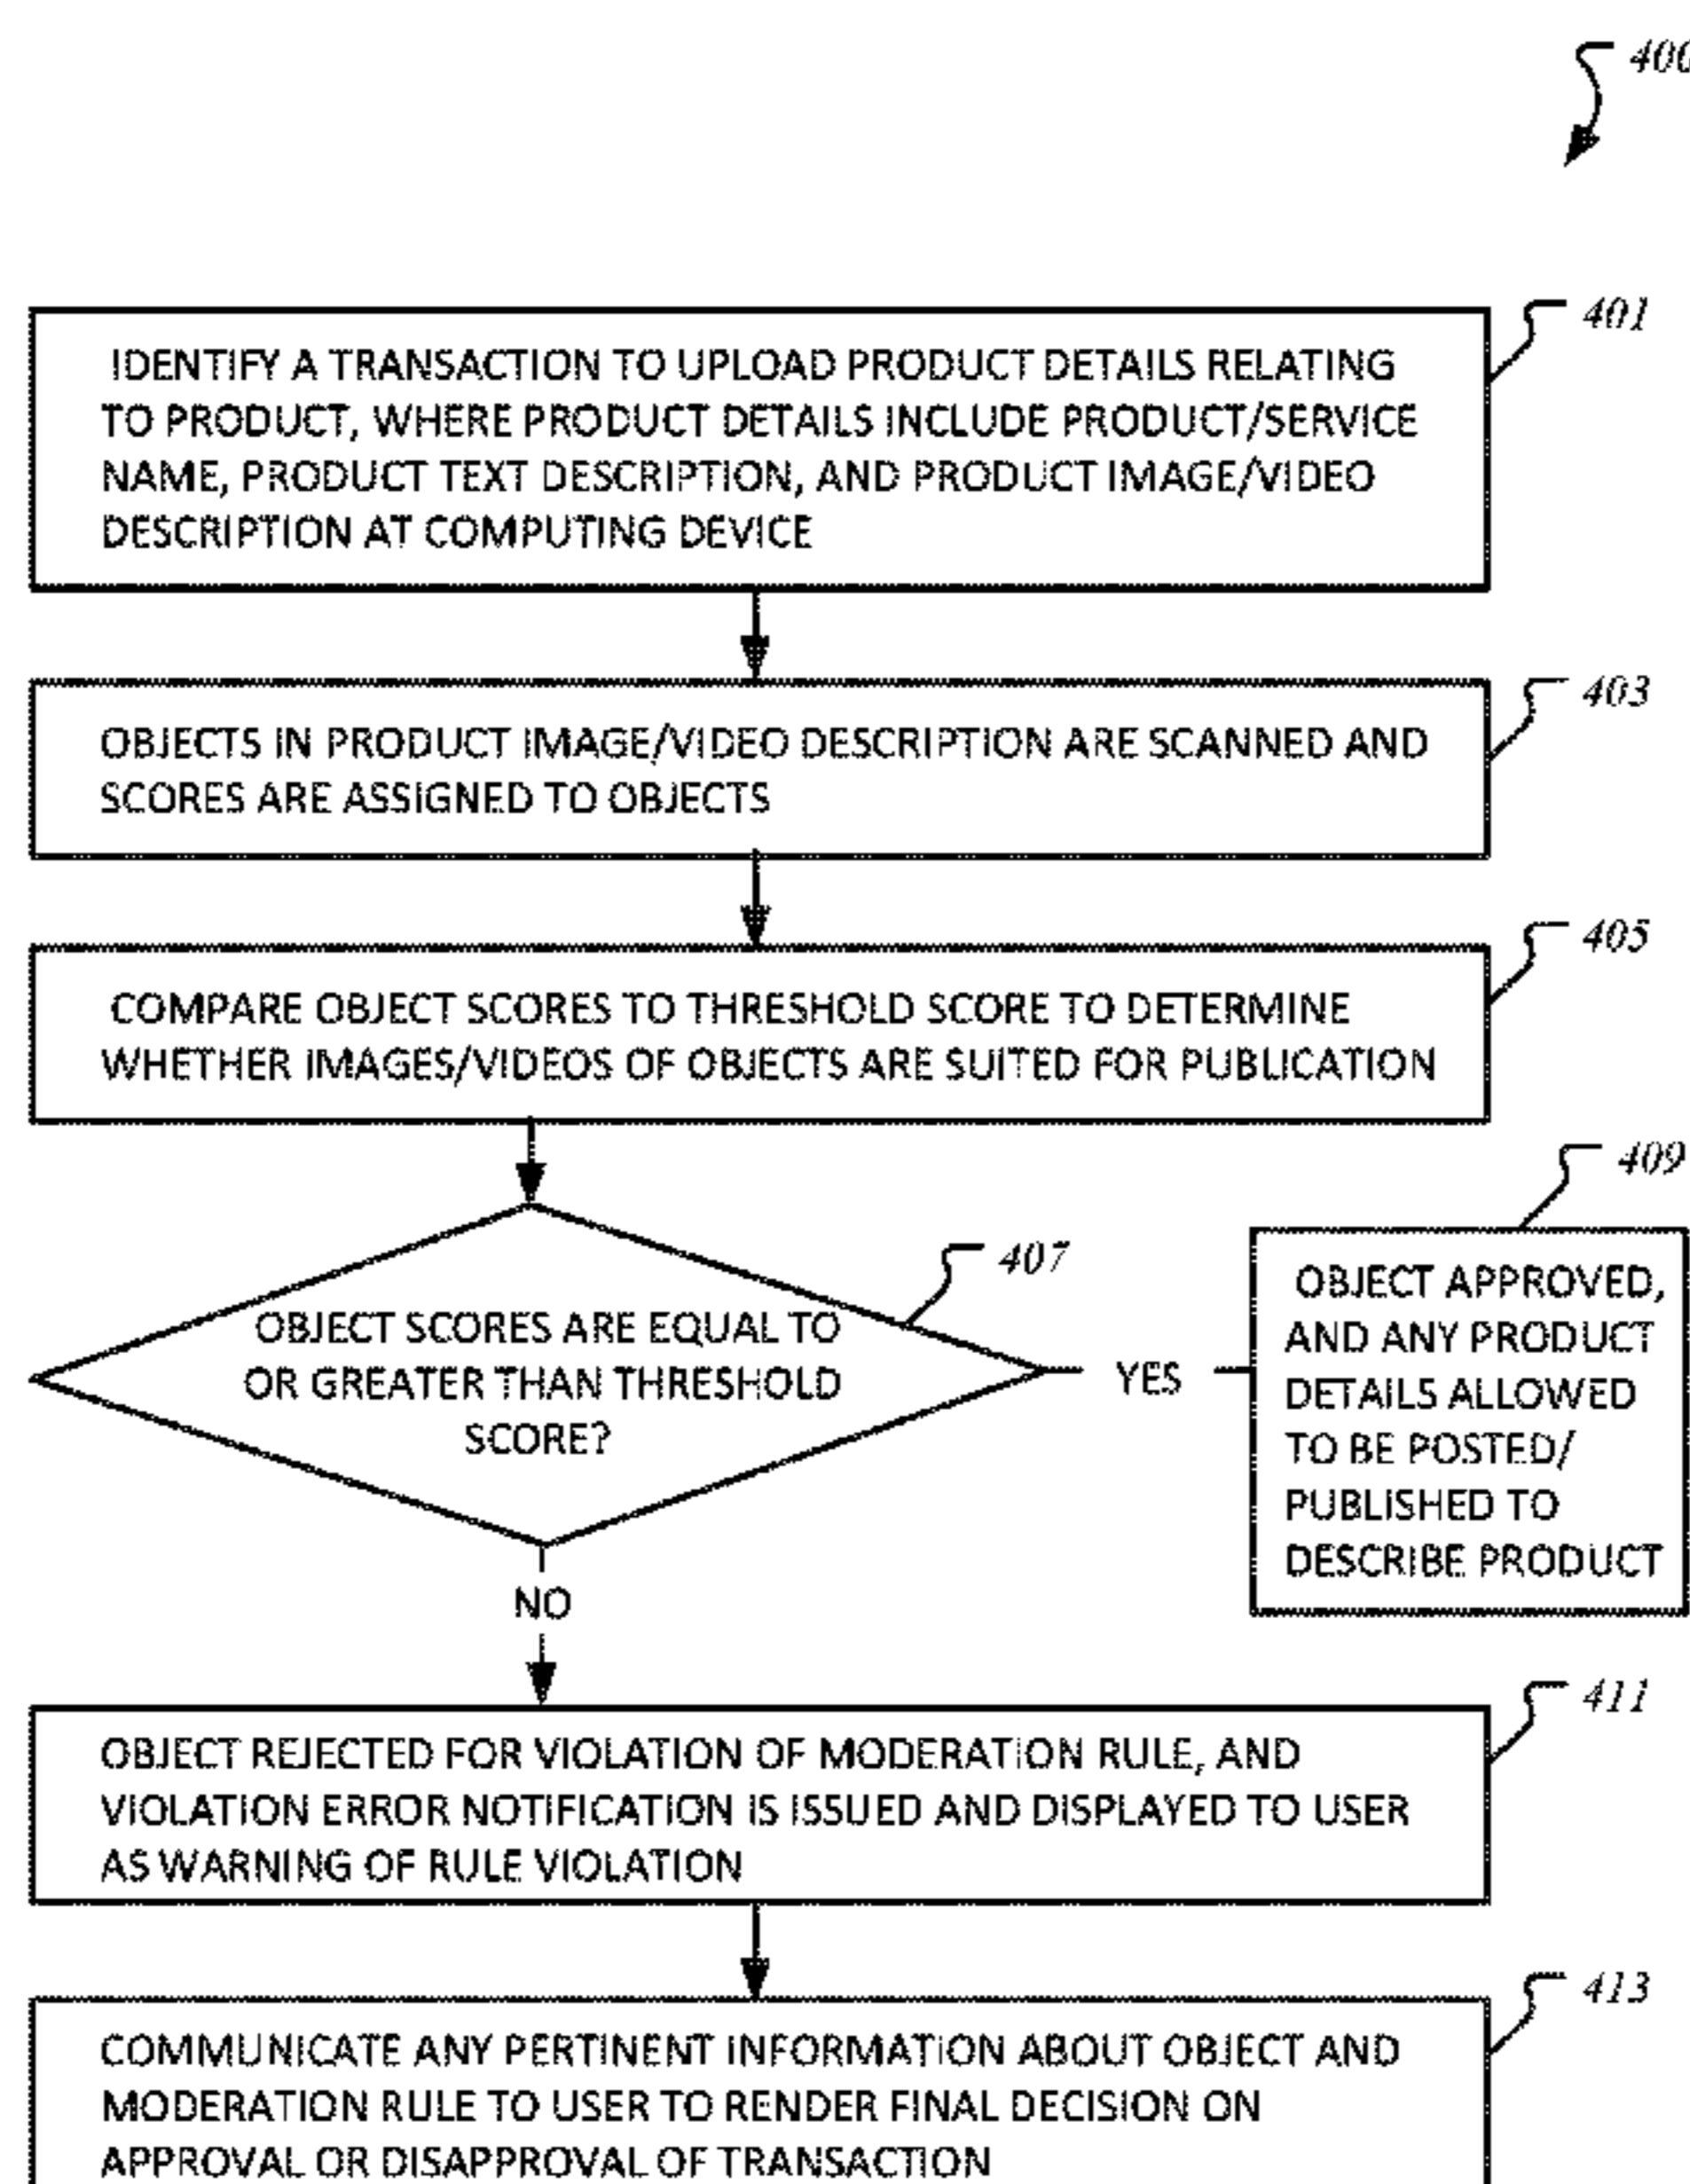 400
401
IDENTIFY A TRANSACTION TO UPLOAD PRODUCT DETAILS RELATING
TO PRODUCT, WHERE PRODUCT DETAILS INCLUDE PRODUCT/SERVICE
NAME, PRODUCT TEXT DESCRIPTION, AND PRODUCT IMAGE/VIDEO
DESCRIPTION AT COMPUTING DEVICE
403
OBJECTS IN PRODUCT IMAGE/VIDEO DESCRIPTION ARE SCANNED AND
SCORES ARE ASSIGNED TO OBJECTS
405
COMPARE OBJECT SCORES TO THRESHOLD SCORE TO DETERMINE
WHETHER IMAGES/VIDEOS OF OBJECTS ARE SUITED FOR PUBLICATION
407
OBJECT SCORES ARE EQUAL TO
OR GREATER THAN THRESHOLD
SCORE?
YES
409
OBJECT APPROVED,
AND ANY PRODUCT
DETAILS ALLOWED
TO BE POSTED/
PUBLISHED TO
DESCRIBE PRODUCT
NO
411
OBJECT REJECTED FOR VIOLATION OF MODERATION RULE, AND
VIOLATION ERROR NOTIFICATION IS ISSUED AND DISPLAYED TO USER
AS WARNING OF RULE VIOLATION
413
COMMUNICATE ANY PERTINENT INFORMATION ABOUT OBJECT AND
MODERATION RULE TO USER TO RENDER FINAL DECISION ON
APPROVAL OR DISAPPROVAL OF TRANSACTION